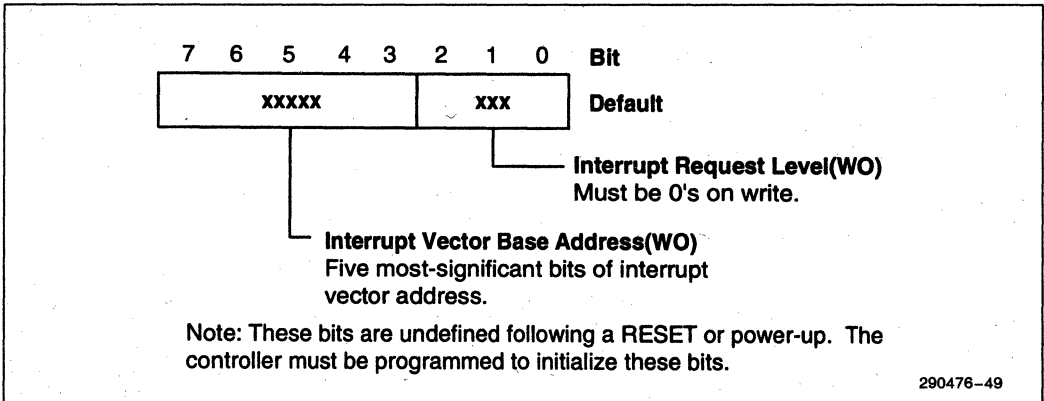 7 6 5 4 3 2 1 0 Bit
xxxxx xxx Default
Interrupt Request Level(WO)
Must be 0's on write.
Interrupt Vector Base Address(WO)
Five most-significant bits of interrupt
vector address.
Note: These bits are undefined following a RESET or power-up. The
controller must be programmed to initialize these bits.
290476–49